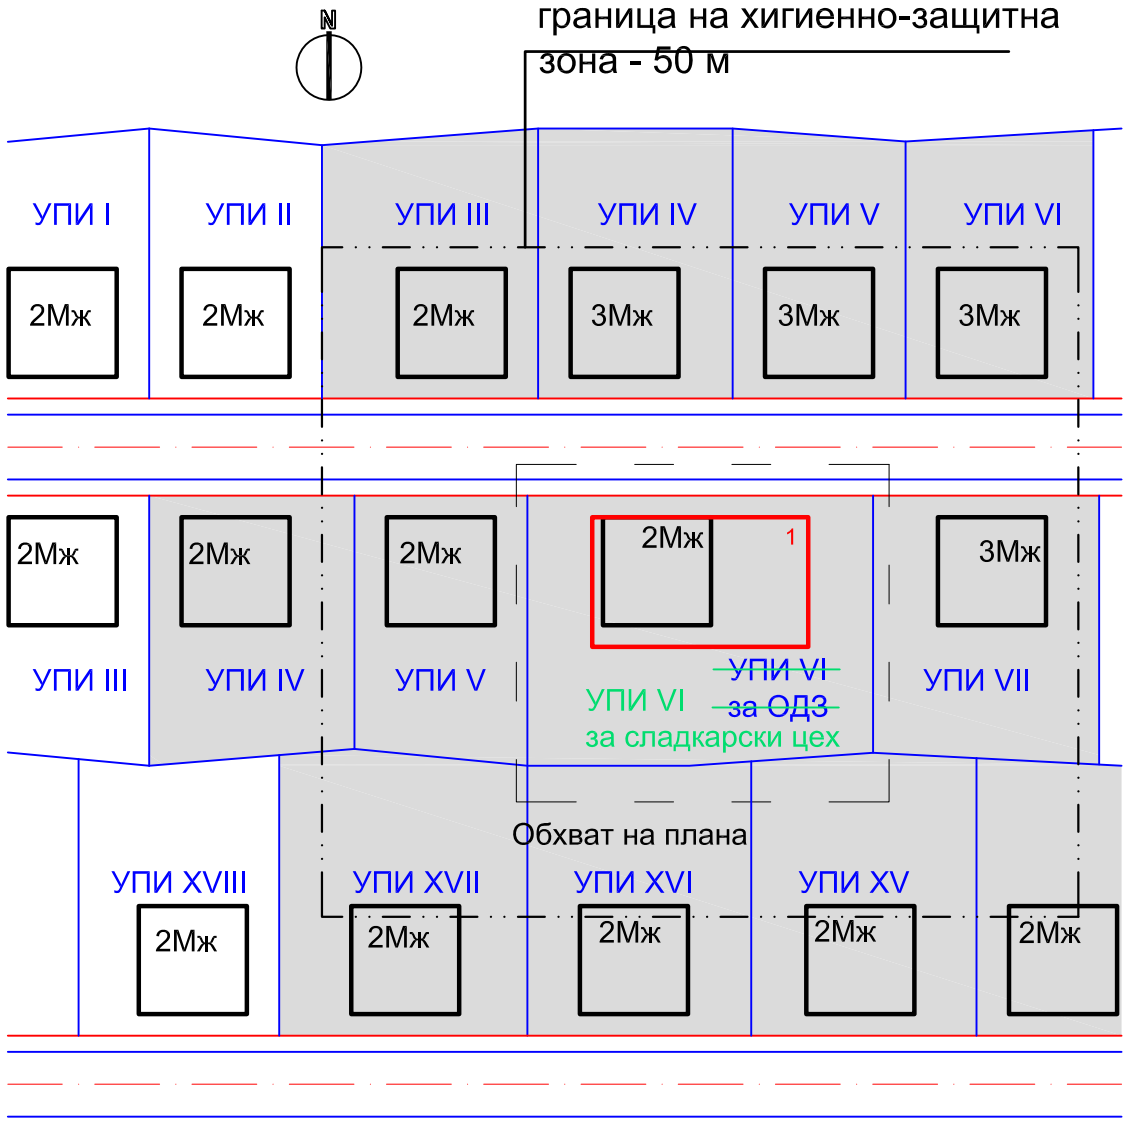 N
граница на хигиенно-защитна
зона - 50 м
УПИ I
УПИ II
УПИ III
УПИ IV
УПИ V
УПИ VI
2Мж
2Мж
2Мж
3Мж
3Мж
3Мж
2Мж
2Мж
2Мж
2Мж
1
3Мж
УПИ III
УПИ IV
УПИ V
УПИ VI
за ОДЗ
УПИ VI
за сладкарски цех
УПИ VII
Обхват на плана
УПИ XVIII
УПИ XVII
УПИ XVI
УПИ XV
2Мж
2Мж
2Мж
2Мж
2Мж